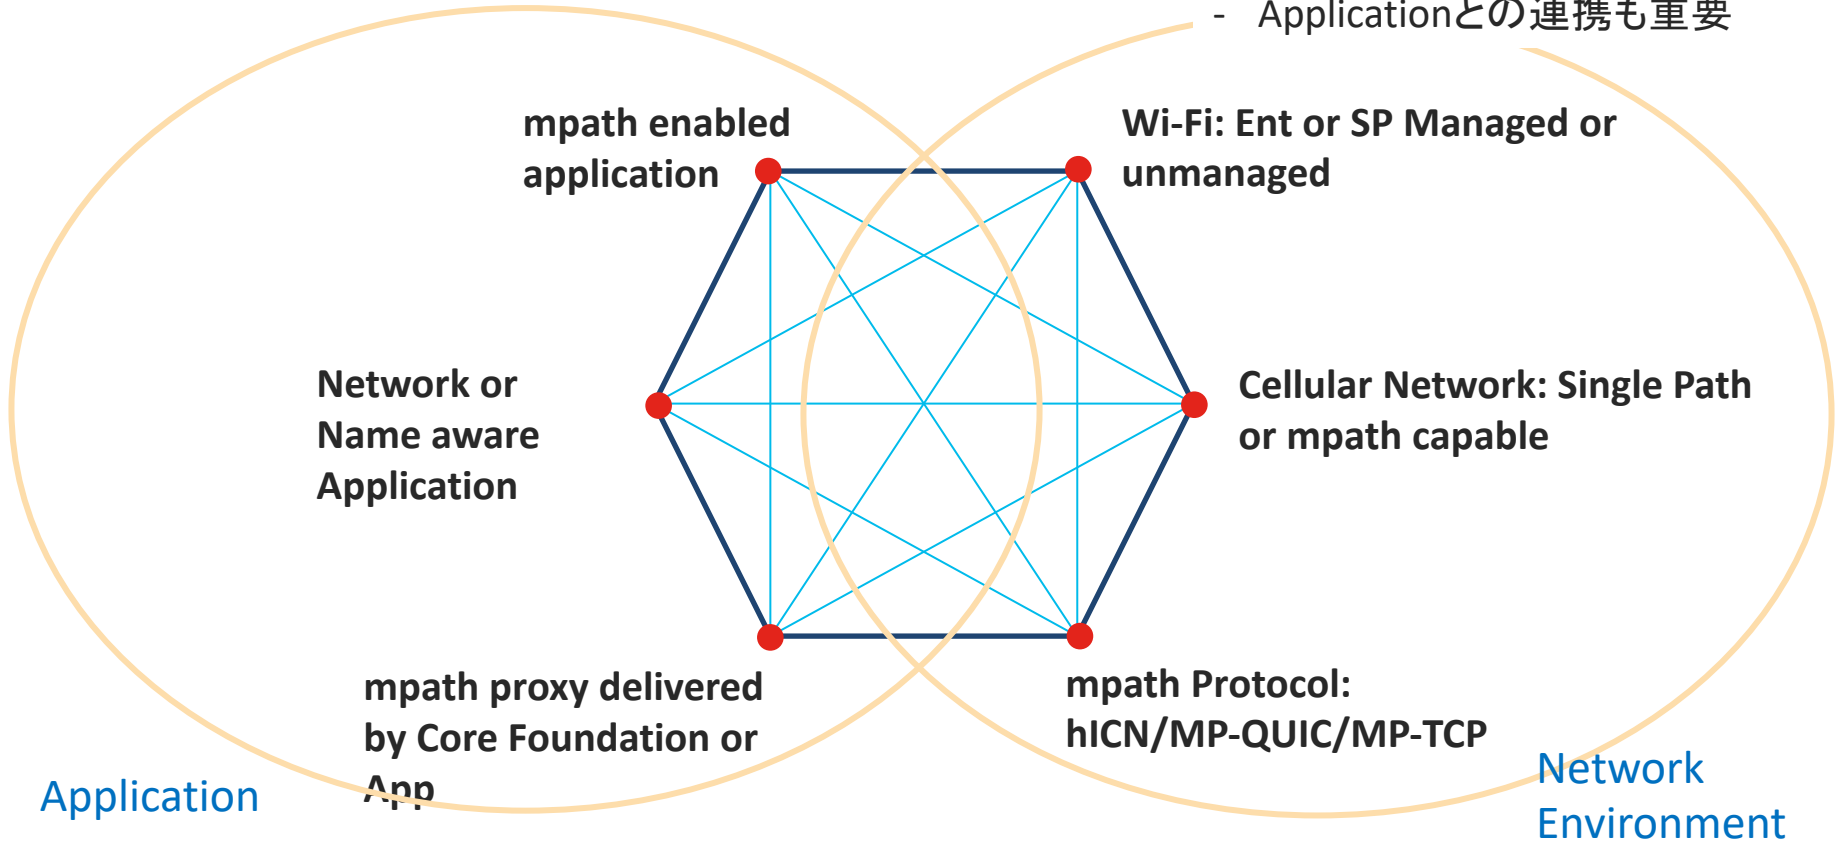 - Applicationとの連携も重要
mpath enabled
application
Wi-Fi: Ent or SP Managed or
unmanaged
Network or
Name aware
Application
Cellular Network: Single Path
or mpath capable
mpath proxy delivered
by Core Foundation or
App
mpath Protocol:
hICN/MP-QUIC/MP-TCP
Application
Network
Environment